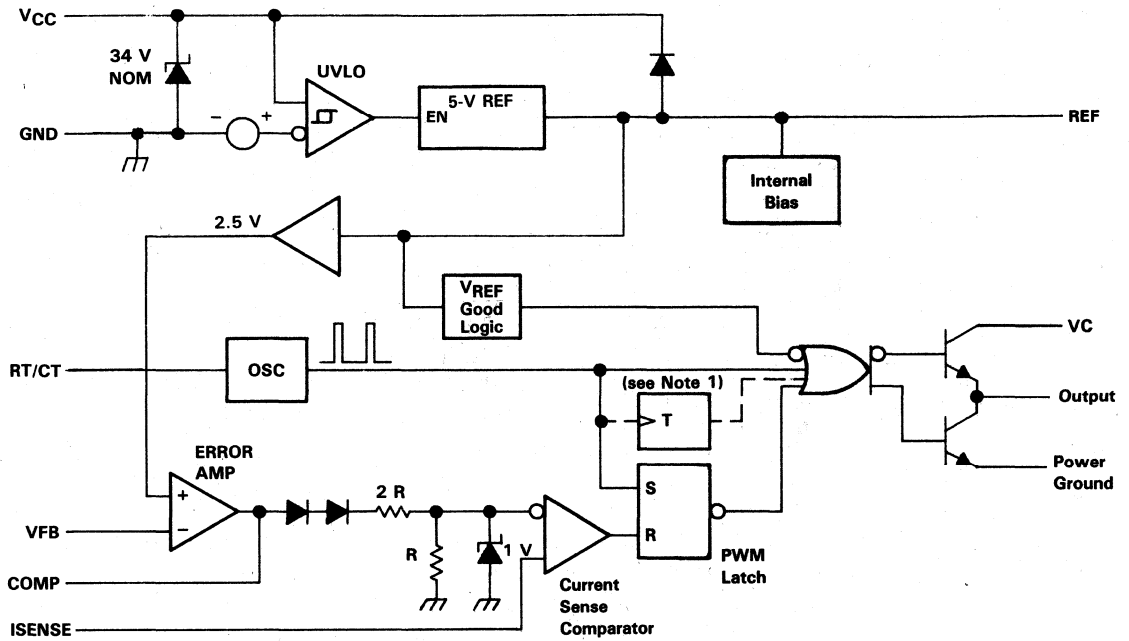 VCC
34 V
NOM
UVLO
5-V REF
EN
- +
GND
REF
Internal
Bias
2.5 V
VREF
Good
Logic
VC
RT/CT
OSC
(see Note 1)
T
Output
ERROR
AMP
Power
Ground
+
2 R
S
VFB
-
R
1 V
R
PWM
Latch
COMP
Current
Sense
Comparator
ISENSE